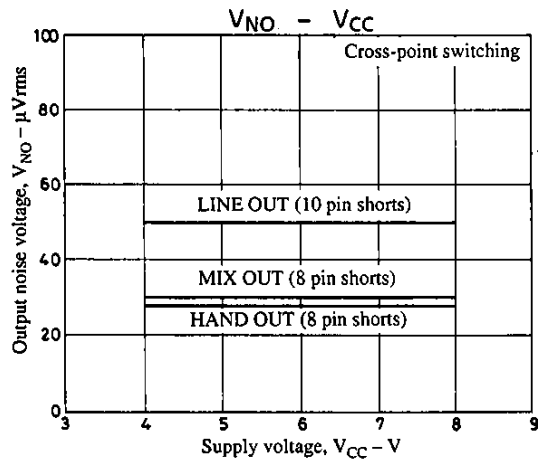 VNO – VCC
Cross-point switching
Output noise voltage, VNO – µVrms
100
80
60
40
20
0
LINE OUT (10 pin shorts)
MIX OUT (8 pin shorts)
HAND OUT (8 pin shorts)
3 4 5 6 7 8 9
Supply voltage, VCC – V